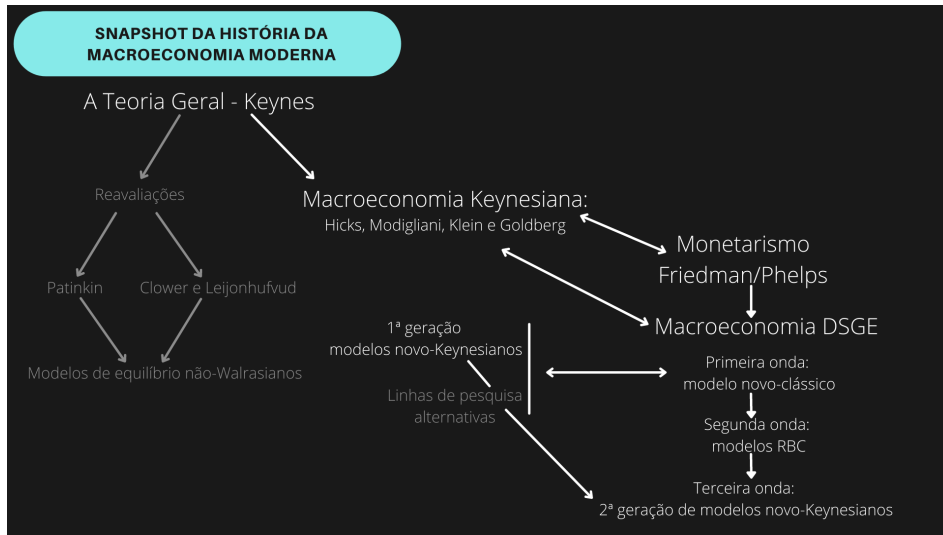 SNAPSHOT DA HISTÓRIA DA
MACROECONOMIA MODERNA
A Teoria Geral - Keynes
Reavaliações
Macroeconomia Keynesiana:
Hicks, Modigliani, Klein e Goldberg
Monetarismo
Friedman/Phelps
Patinkin
Clower e Leijonhufvud
Macroeconomia DSGE
1ª geração
modelos novo-Keynesianos
Primeira onda:
modelo novo-clássico
Modelos de equilíbrio não-Walrasianos
Linhas de pesquisa
alternativas
Segunda onda:
modelos RBC
Terceira onda:
2ª geração de modelos novo-Keynesianos